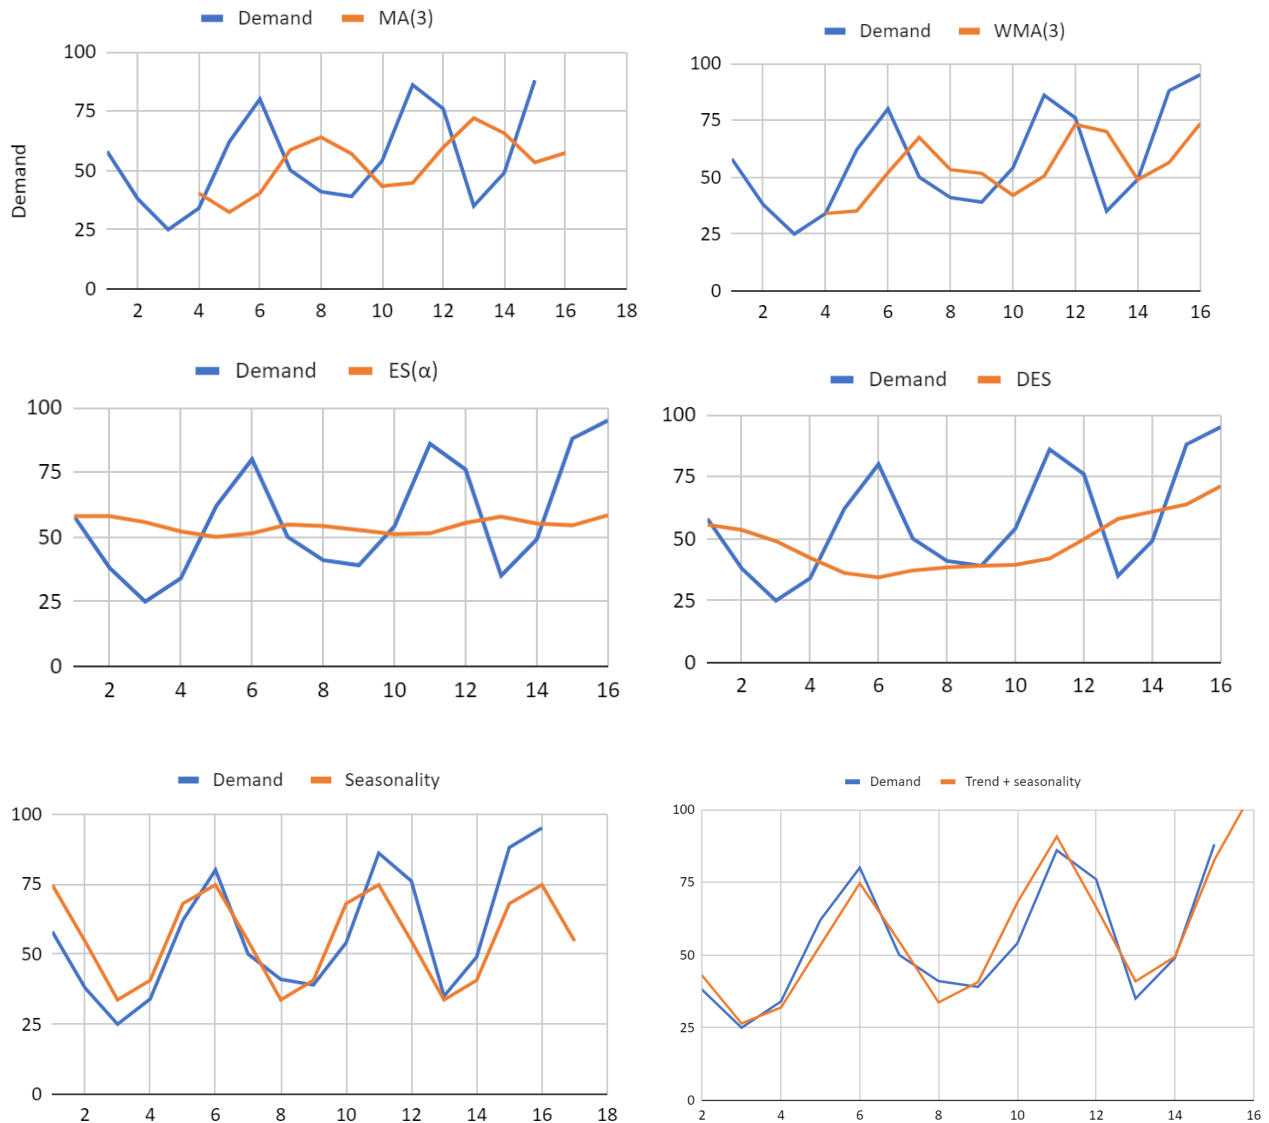 Demand MA(3)
100
75
50
25
0
Demand
2 4 6 8 10 12 14 16 18
Demand WMA(3)
100
75
50
25
0
2 4 6 8 10 12 14 16
Demand ES(α)
100
75
50
25
0
2 4 6 8 10 12 14 16
Demand DES
100
75
50
25
0
2 4 6 8 10 12 14 16
Demand Seasonality
100
75
50
25
0
2 4 6 8 10 12 14 16 18
Demand Trend + seasonality
100
75
50
25
0
2 4 6 8 10 12 14 16